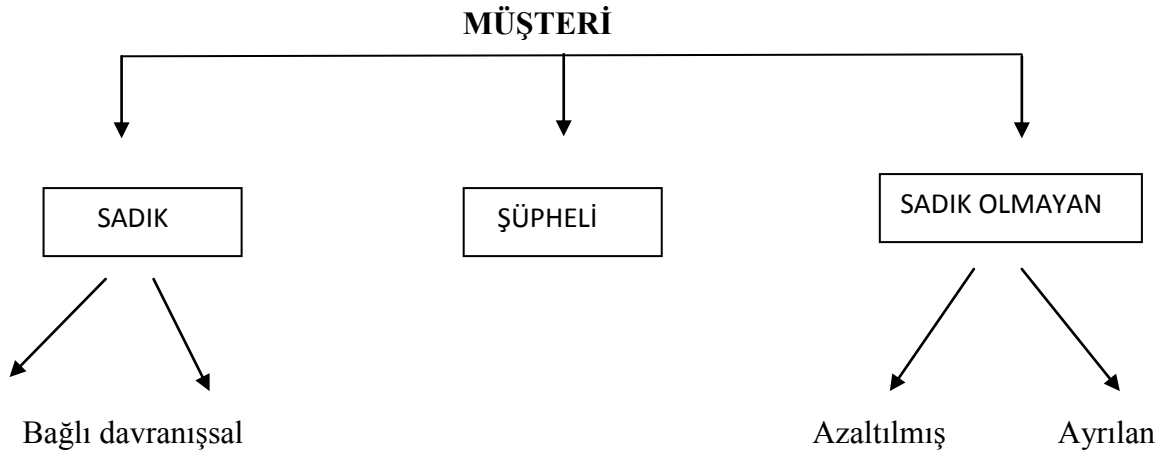 MÜŞTERİ
SADIK
ŞÜPHELİ
SADIK OLMAYAN
Bağlı davranışsal
Azaltılmış
Ayrılan